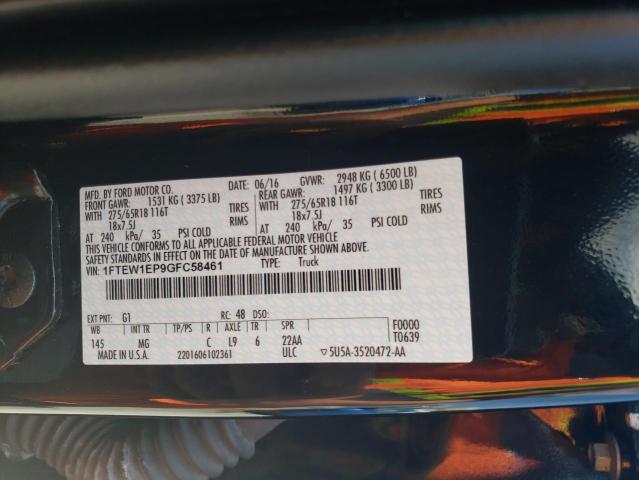 MFD. BY FORD MOTOR CO.
DATE: 06/16 GVWR: 2948 KG ( 6500 LB)
FRONT GAWR: 1531 KG ( 3375 LB) REAR GAWR: 1497 KG ( 3300 LB)
WITH 275/65R18 116T TIRES WITH 275/65R18 116T TIRES
18x7.5J RIMS 18x7.5J RIMS
AT 240 kPa/ 35 PSI COLD AT 240 kPa/ 35 PSI COLD
THIS VEHICLE CONFORMS TO ALL APPLICABLE FEDERAL MOTOR VEHICLE
SAFETY STANDARDS IN EFFECT ON THE DATE OF MANUFACTURE SHOWN ABOVE.
VIN: 1FTEW1EP9GFC58461 TYPE: Truck
EXT PNT: G1 RC: 48 DSO:
WB INT TR TP/PS R AXLE TR SPR F0000
145 MG C L9 6 22AA T0639
MADE IN U.S.A. 2201606102361 ULC ▽5U5A-3520472-AA